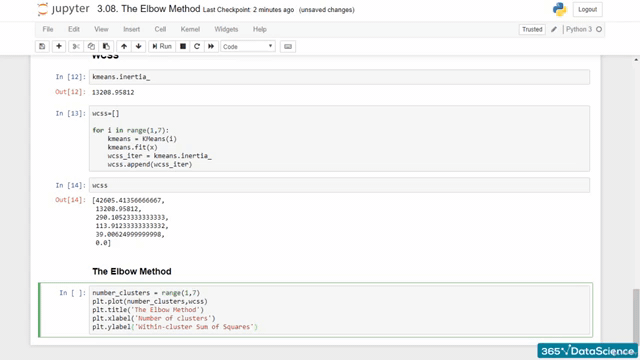 jupyter 3.08. The Elbow Method Last Checkpoint: 2 minutes ago (unsaved changes) Logout
File Edit View Insert Cell Kernel Widgets Help Trusted Python 3
Run Code
WCSS
In [12] kmeans.inertia_
Out[12] 13208.95812
In [13] wcss=[]
for i in range(1,7):
kmeans = KMeans(i)
kmeans.fit(x)
wcss_iter = kmeans.inertia_
wcss.append(wcss_iter)
In [14] wcss
Out[14] [42605.41356666667,
13208.95812,
290.10523333333333,
113.91233333333332,
39.00624999999998,
0.0]
The Elbow Method
In [ ] number_clusters = range(1,7)
plt.plot(number_clusters,wcss)
plt.title('The Elbow Method')
plt.xlabel('Number of clusters')
plt.ylabel('Within-cluster Sum of Squares')
365 DataScience